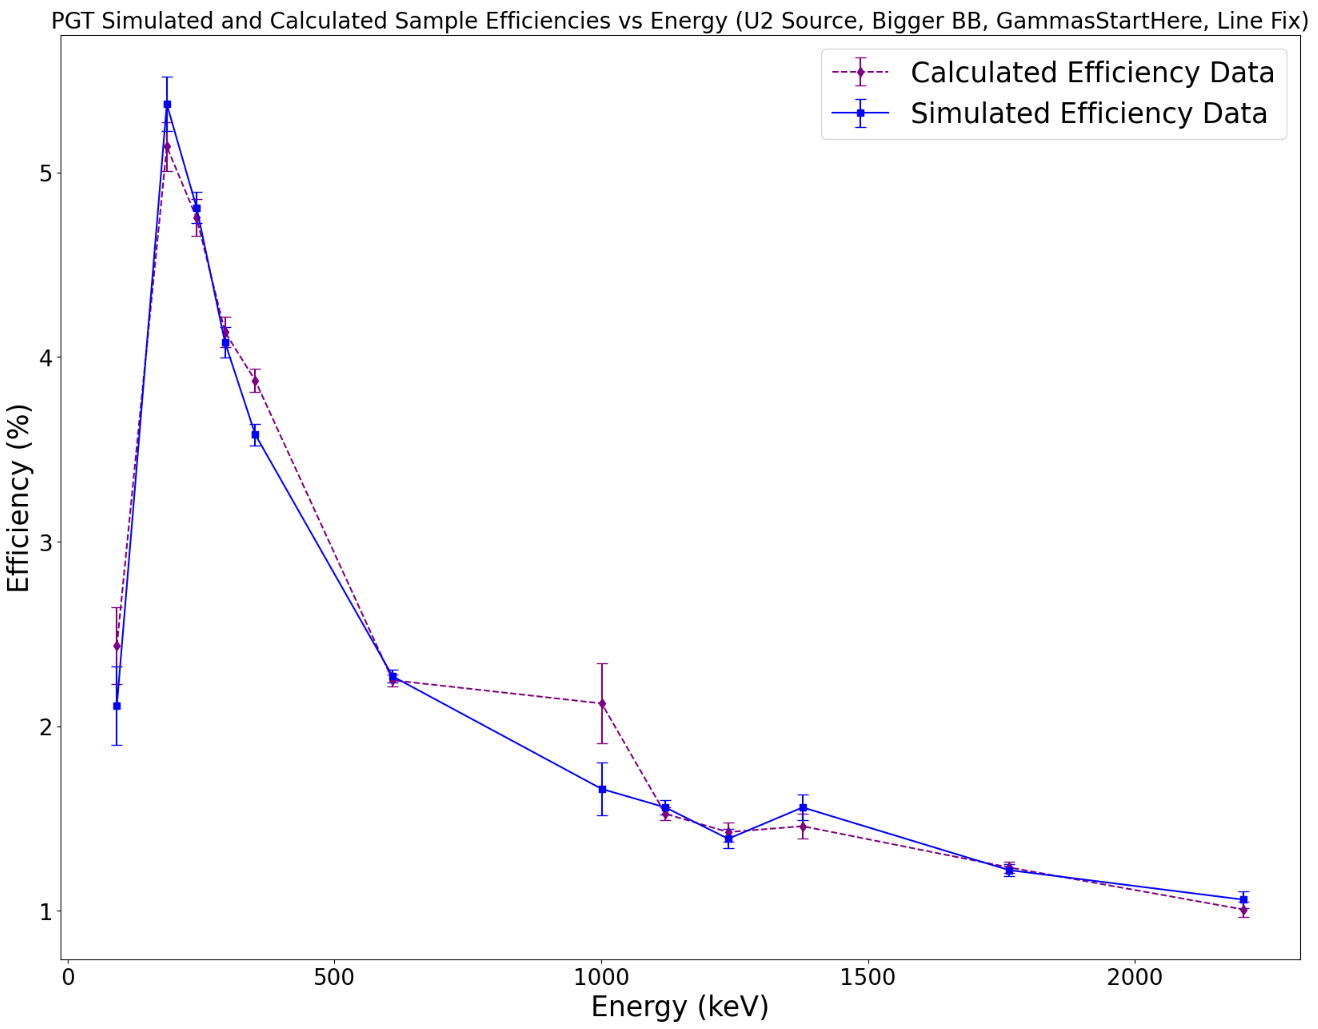 PGT Simulated and Calculated Sample Efficiencies vs Energy (U2 Source, Bigger BB, GammasStartHere, Line Fix)
Calculated Efficiency Data
Simulated Efficiency Data
Efficiency (%)
5
4
3
2
1
0
500
1000
1500
2000
Energy (keV)